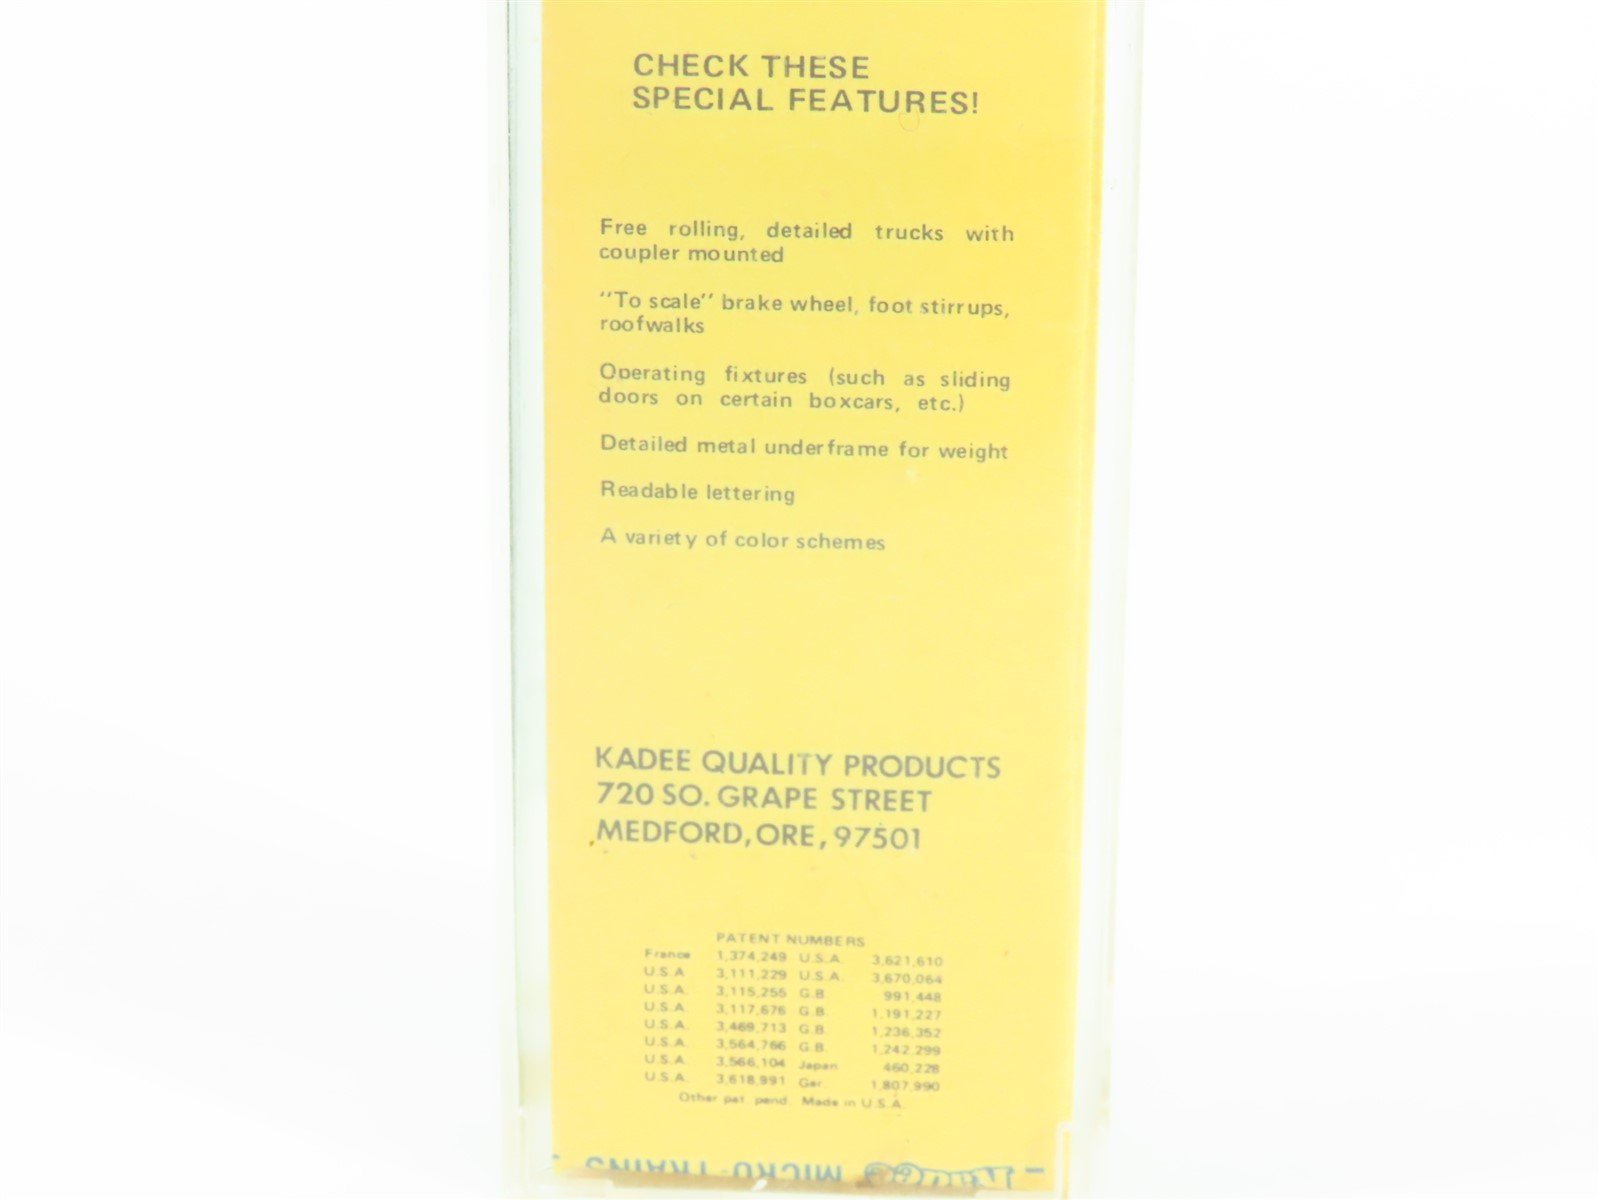 CHECK THESE
SPECIAL FEATURES!
Free rolling, detailed trucks with
coupler mounted
"To scale" brake wheel, foot stirrups,
roofwalks
Operating fixtures (such as sliding
doors on certain boxcars, etc.)
Detailed metal underframe for weight
Readable lettering
A variety of color schemes
KADEE QUALITY PRODUCTS
720 SO. GRAPE STREET
MEDFORD, ORE, 97501
PATENT NUMBERS
France 1,374,249 U.S.A. 3,621,610
U.S.A 3,111,229 U.S.A. 3,670,064
U.S.A. 3,115,255 G.B. 991,448
U.S.A. 3,117,676 G.B. 1,191,227
U.S.A. 3,469,713 G.B. 1,236,352
U.S.A. 3,564,766 G.B. 1,242,299
U.S.A. 3,566,104 Japan 460,228
U.S.A. 3,618,991 Ger. 1,807,990
Other pat. pend. Made in U.S.A.
Kadee MICRO-TRAINS